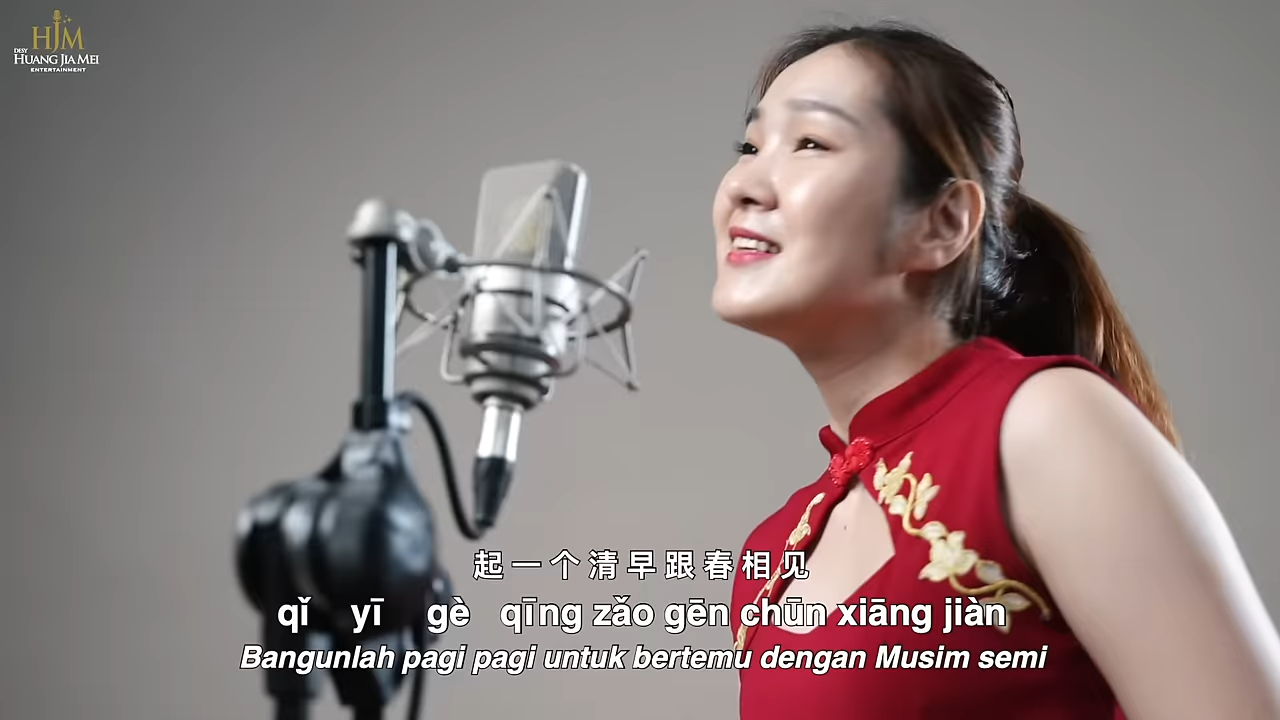 HJM
DESY
HUANG JIA MEI
ENTERTAINMENT
起一个清早跟春相见
qǐ yī gè qīng zǎo gēn chūn xiāng jiàn
Bangunlah pagi pagi untuk bertemu dengan Musim semi